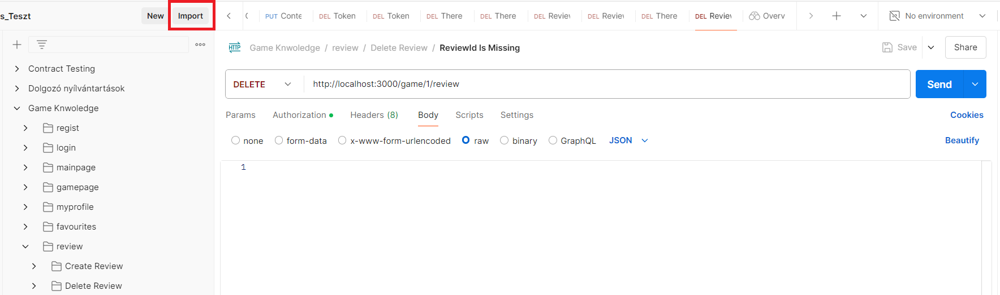 s_Teszt New Import PUT Conte DEL Token DEL Token DEL There DEL There DEL Review DEL Review DEL There DEL Review Overv No environment
HTTP Game Knwoledge / review / Delete Review / ReviewId Is Missing Save Share
Contract Testing
Dolgozó nyílvántartások
Game Knwoledge
regist
login
mainpage
gamepage
myprofile
favourites
review
Create Review
Delete Review
DELETE http://localhost:3000/game/1/review Send
Params Authorization Headers (8) Body Scripts Settings Cookies
none form-data x-www-form-urlencoded raw binary GraphQL JSON Beautify
1